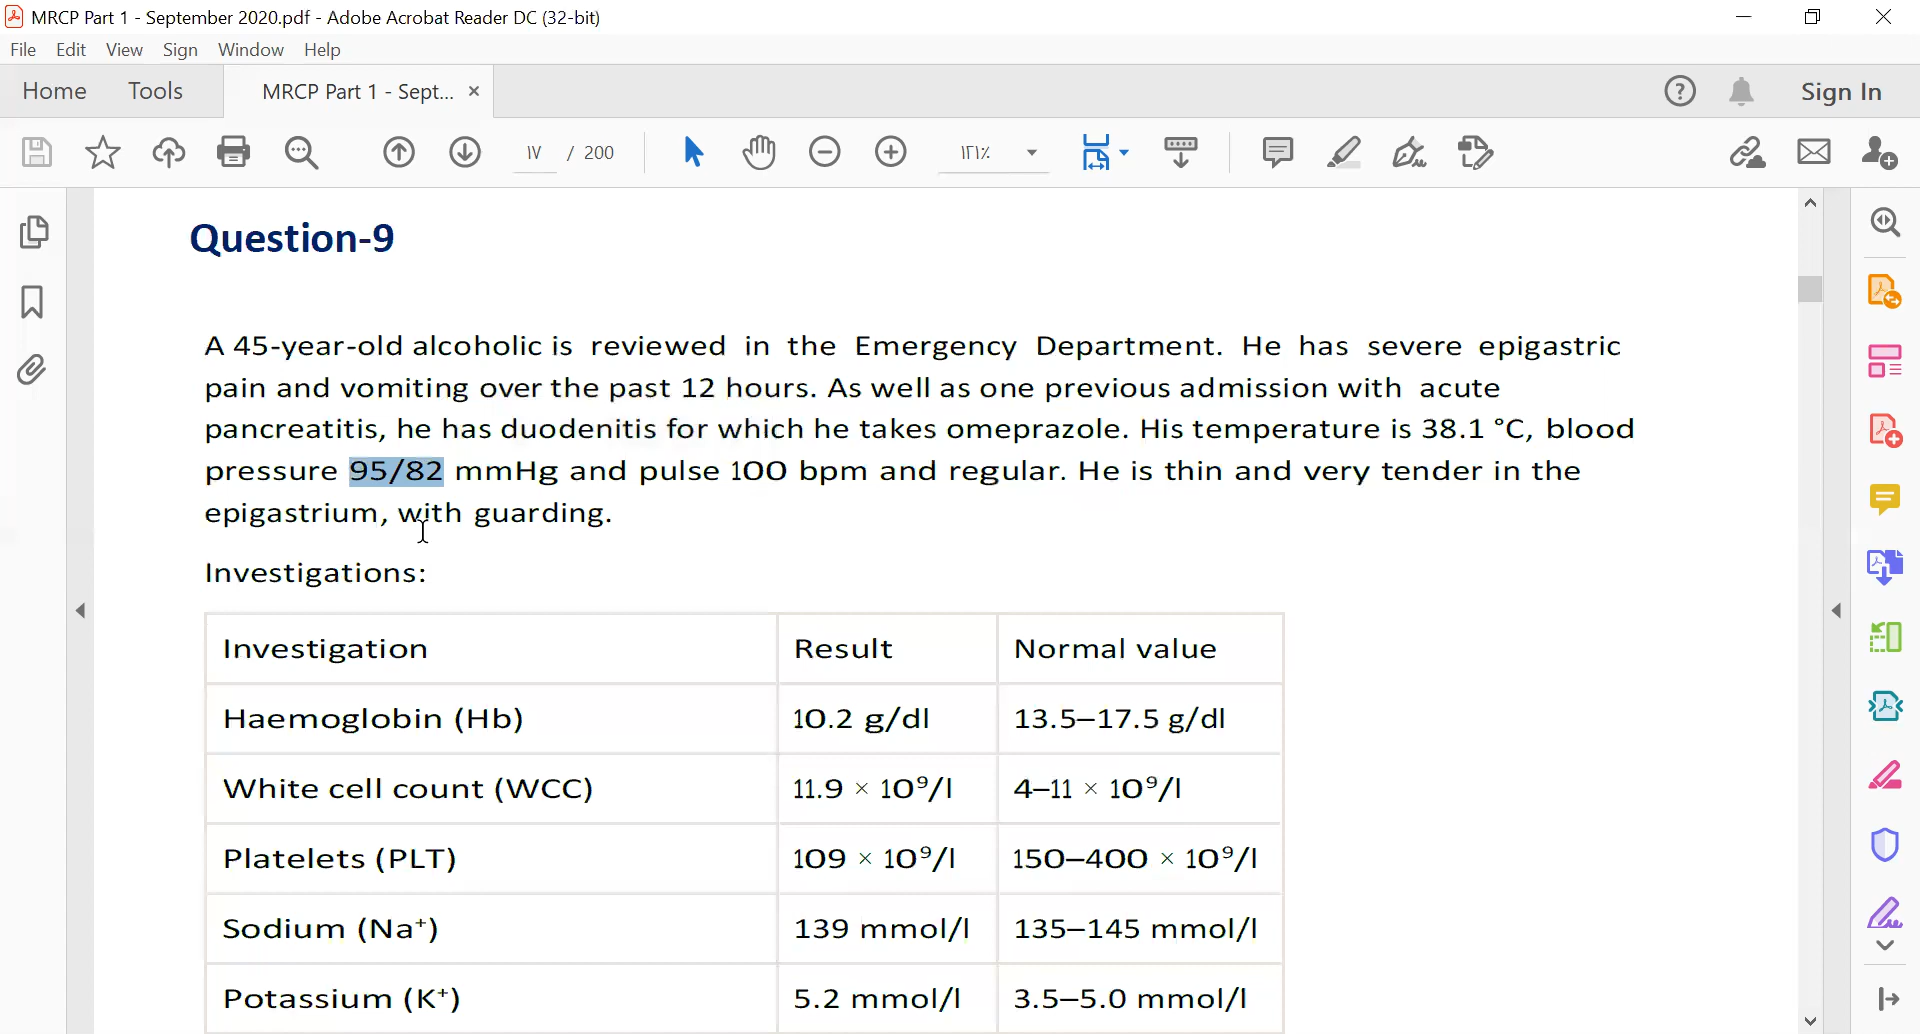 MRCP Part 1 - September 2020.pdf - Adobe Acrobat Reader DC (32-bit)
File Edit View Sign Window Help
Home Tools MRCP Part 1 - Sept... × Sign In
١٧ / 200 ١٢١٪
Question-9
A 45-year-old alcoholic is reviewed in the Emergency Department. He has severe epigastric
pain and vomiting over the past 12 hours. As well as one previous admission with acute
pancreatitis, he has duodenitis for which he takes omeprazole. His temperature is 38.1 °C, blood
pressure 95/82 mmHg and pulse 100 bpm and regular. He is thin and very tender in the
epigastrium, with guarding.
Investigations:
Investigation Result Normal value
Haemoglobin (Hb) 10.2 g/dl 13.5–17.5 g/dl
White cell count (WCC) 11.9 × 10⁹/l 4–11 × 10⁹/l
Platelets (PLT) 109 × 10⁹/l 150–400 × 10⁹/l
Sodium (Na⁺) 139 mmol/l 135–145 mmol/l
Potassium (K⁺) 5.2 mmol/l 3.5–5.0 mmol/l